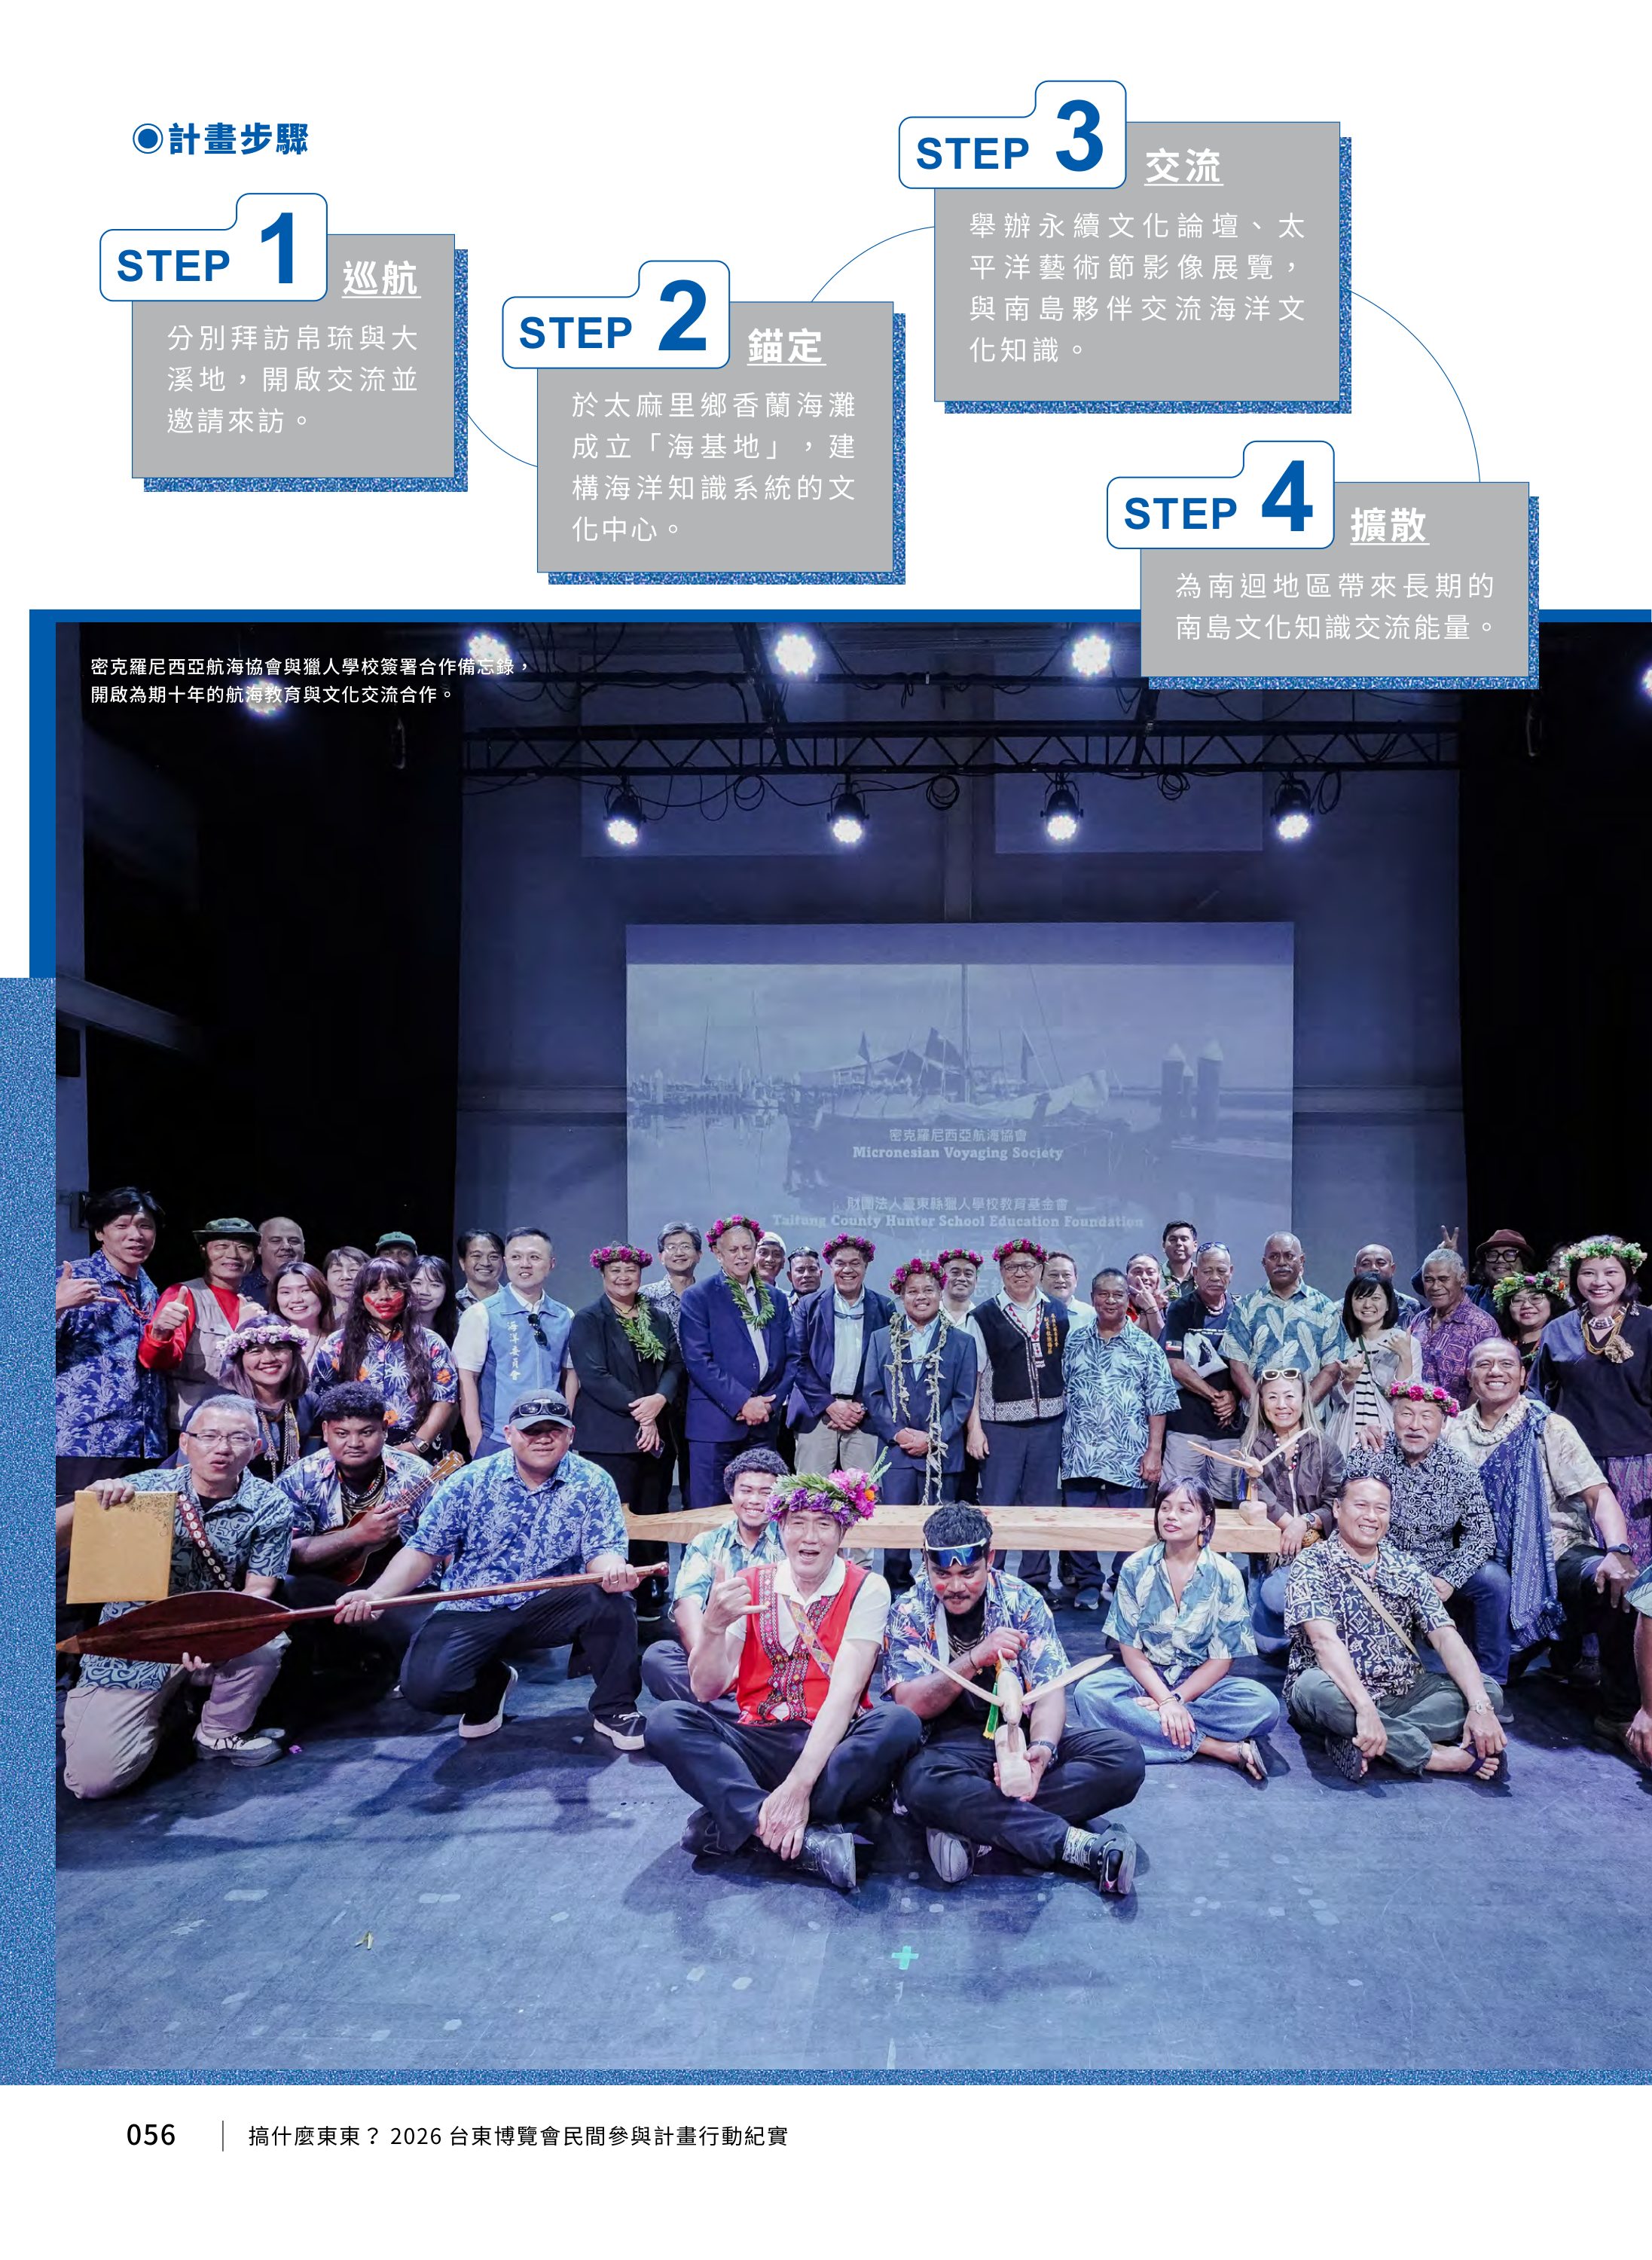 計畫步驟
STEP 1 巡航
分別拜訪帛琉與大
溪地，開啟交流並
邀請來訪。
STEP 2 錨定
於太麻里鄉香蘭海灘
成立「海基地」，建
構海洋知識系統的文
化中心。
STEP 3 交流
舉辦永續文化論壇、太
平洋藝術節影像展覽，
與南島夥伴交流海洋文
化知識。
STEP 4 擴散
為南迴地區帶來長期的
南島文化知識交流能量。
密克羅尼西亞航海協會與獵人學校簽署合作備忘錄，
開啟為期十年的航海教育與文化交流合作。
密克羅尼西亞航海協會
Micronesian Voyaging Society
財團法人臺東縣獵人學校教育基金會
Taitung County Hunter School Education Foundation
海洋委員會
056
搞什麼東東？ 2026 台東博覽會民間參與計畫行動紀實